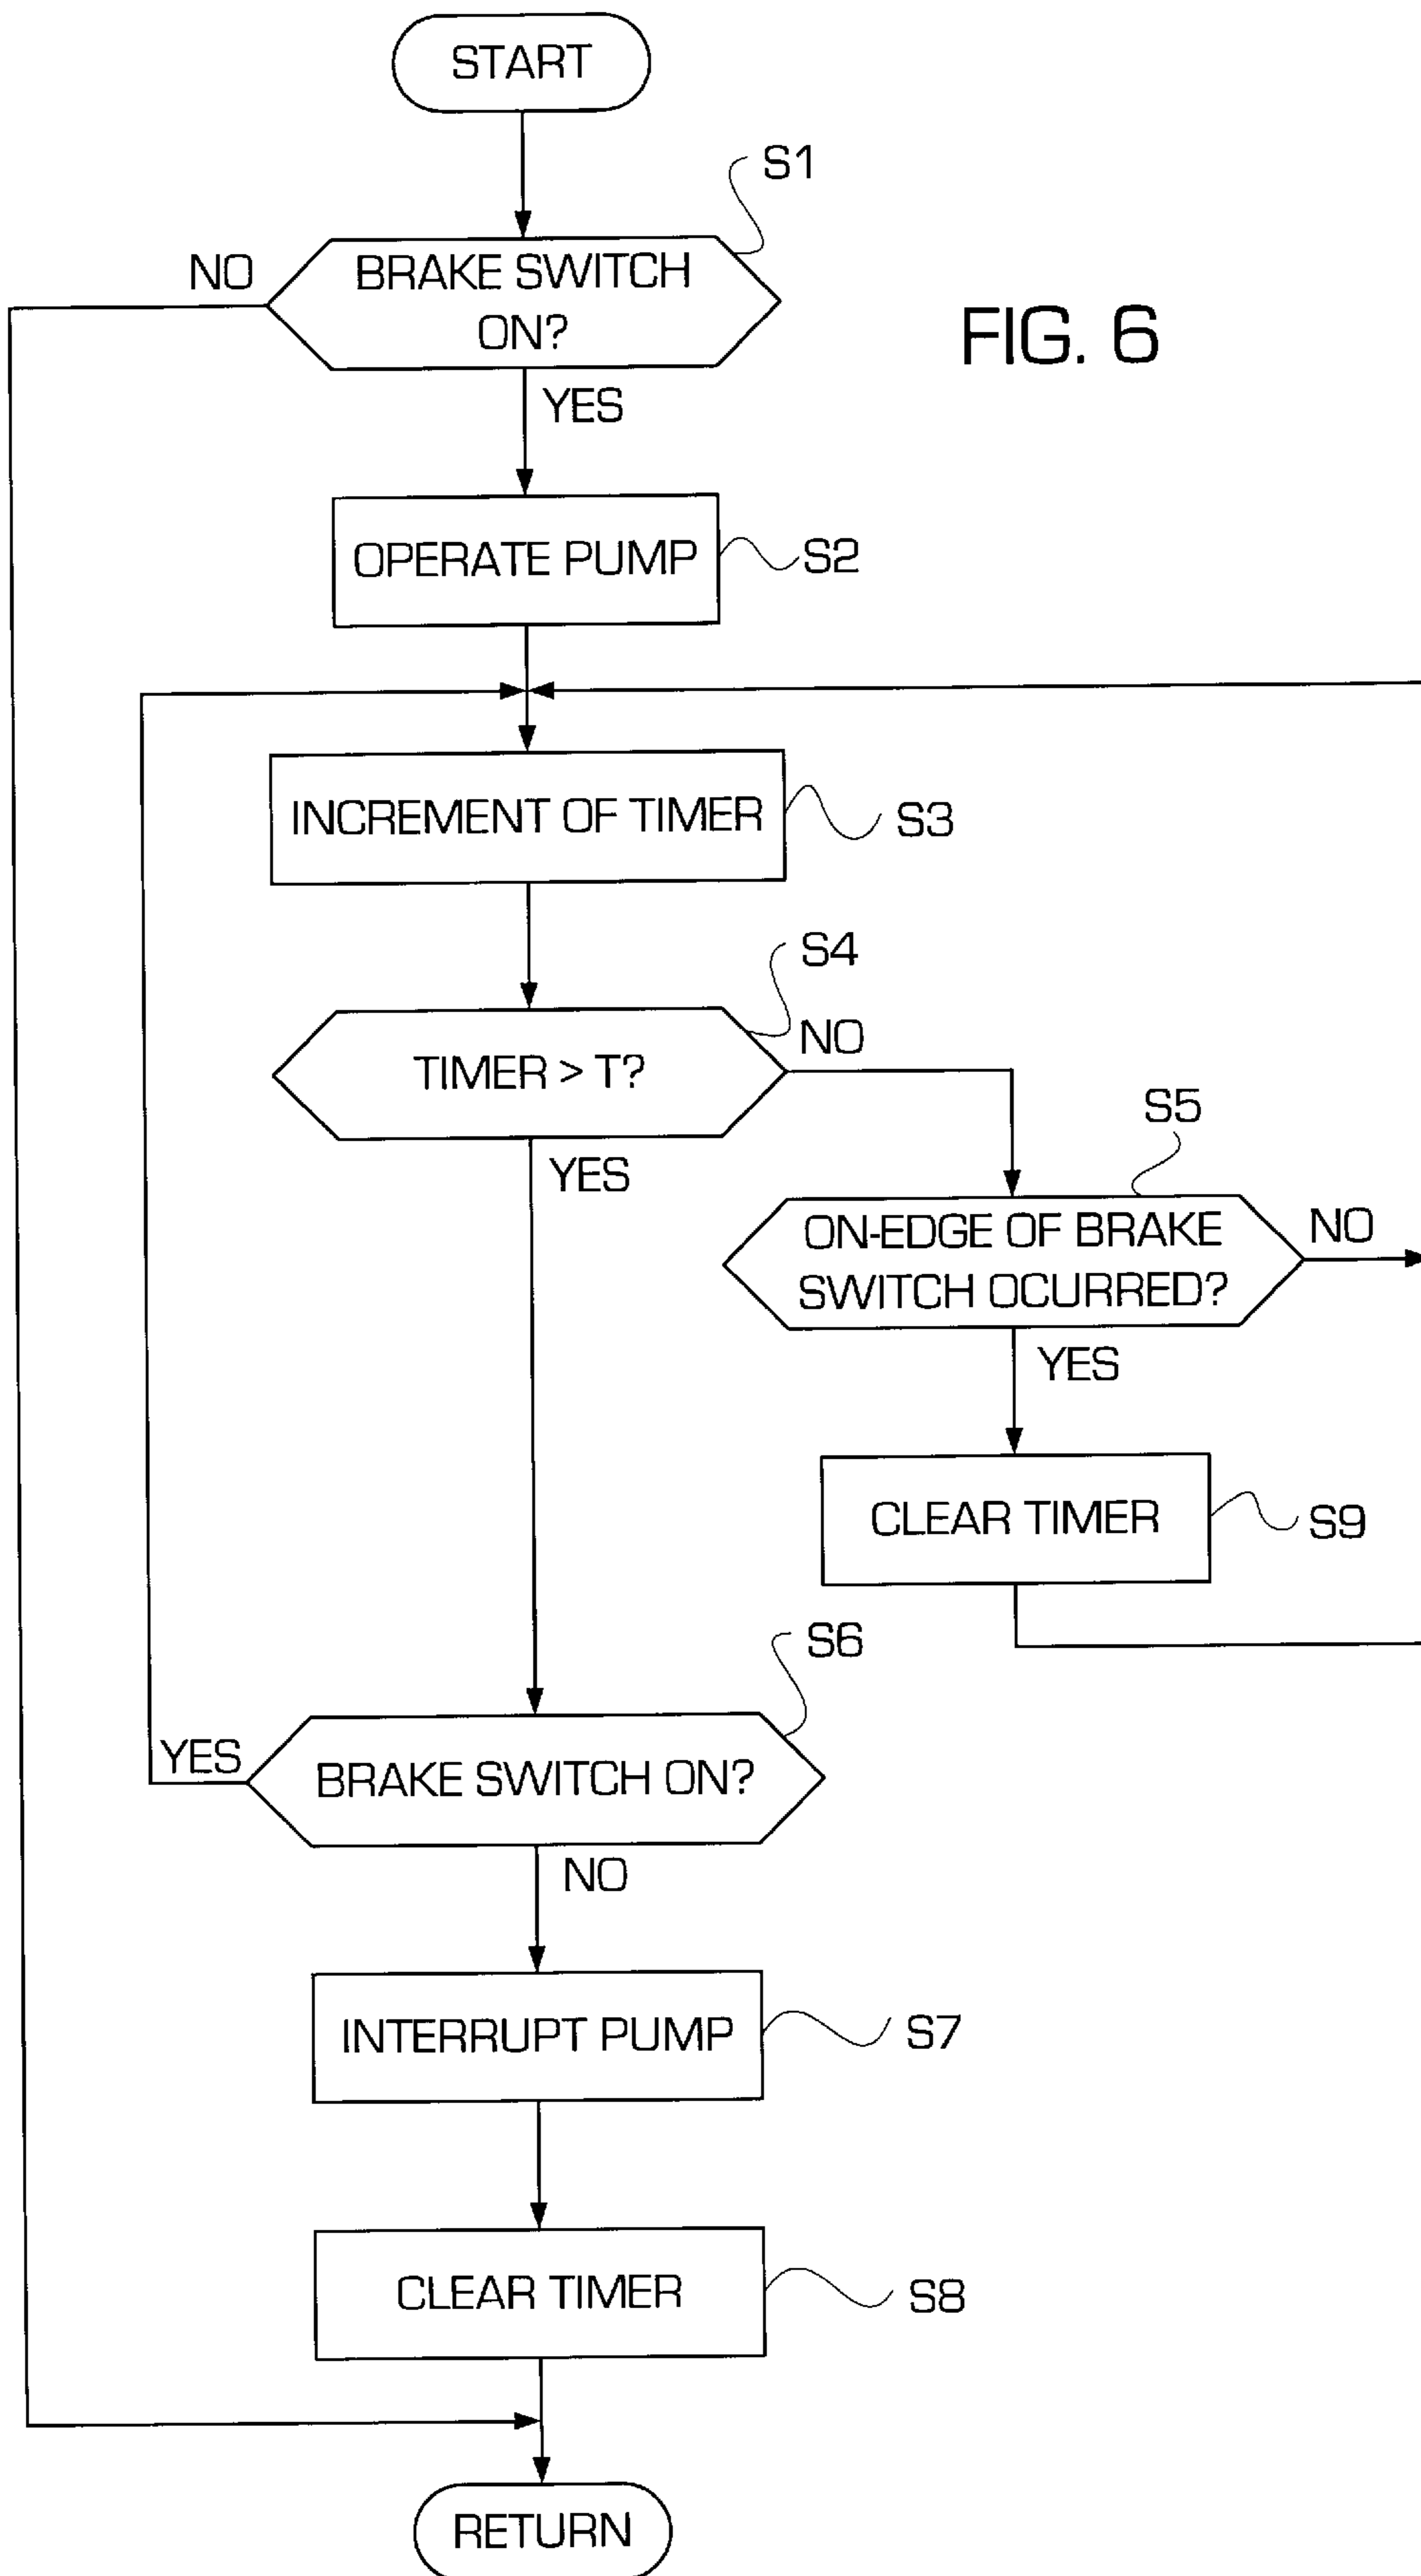 START
S1
NO
BRAKE SWITCH
ON?
FIG. 6
YES
OPERATE PUMP
S2
INCREMENT OF TIMER
S3
S4
TIMER > T?
NO
YES
S5
ON-EDGE OF BRAKE
SWITCH OCURRED?
NO
YES
CLEAR TIMER
S9
S6
YES
BRAKE SWITCH ON?
NO
INTERRUPT PUMP
S7
CLEAR TIMER
S8
RETURN